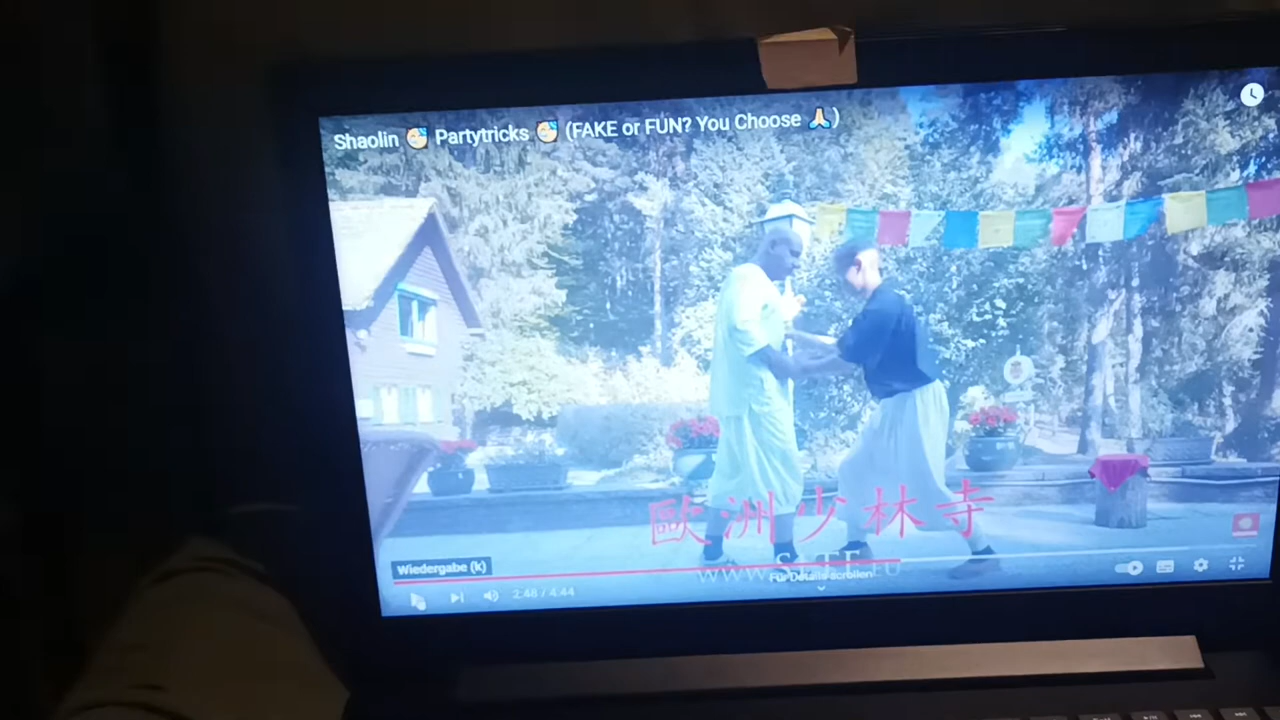 Shaolin 🥳 Partytricks 🥳 (FAKE or FUN? You Choose 🙏)
歐洲少林寺
Wiedergabe (k)
Für Details scrollen
2:48 / 4:44